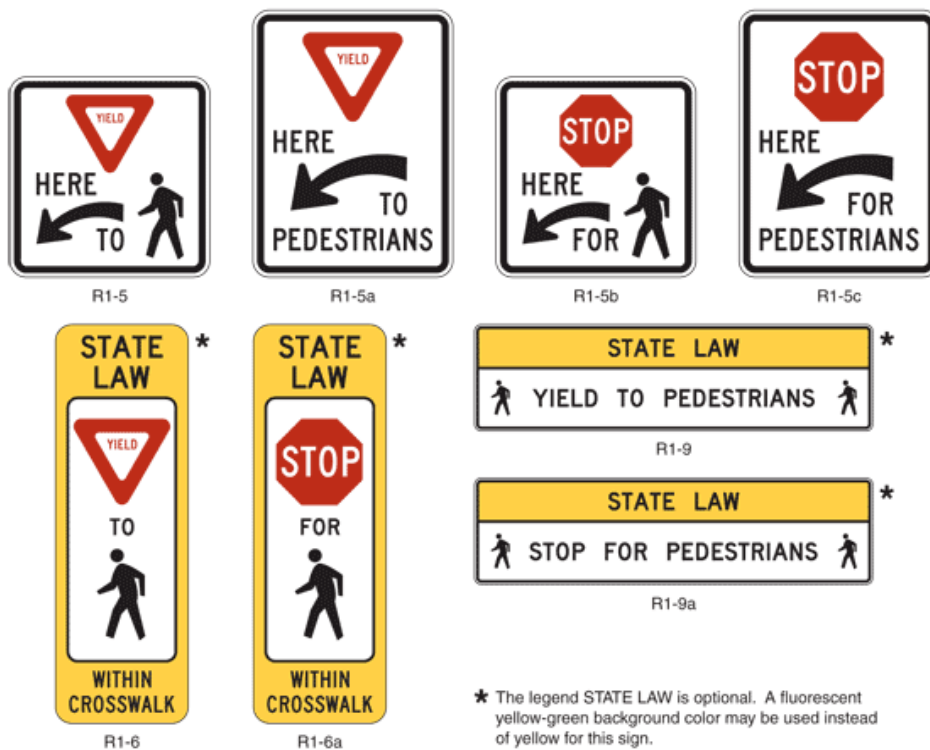 YIELD
HERE
TO
R1-5
YIELD
HERE
TO
PEDESTRIANS
R1-5a
STOP
HERE
FOR
R1-5b
STOP
HERE
FOR
PEDESTRIANS
R1-5c
STATE
LAW
*
YIELD
TO
WITHIN
CROSSWALK
R1-6
STATE
LAW
*
STOP
FOR
WITHIN
CROSSWALK
R1-6a
STATE LAW
*
YIELD TO PEDESTRIANS
R1-9
STATE LAW
*
STOP FOR PEDESTRIANS
R1-9a
* The legend STATE LAW is optional. A fluorescent
yellow-green background color may be used instead
of yellow for this sign.